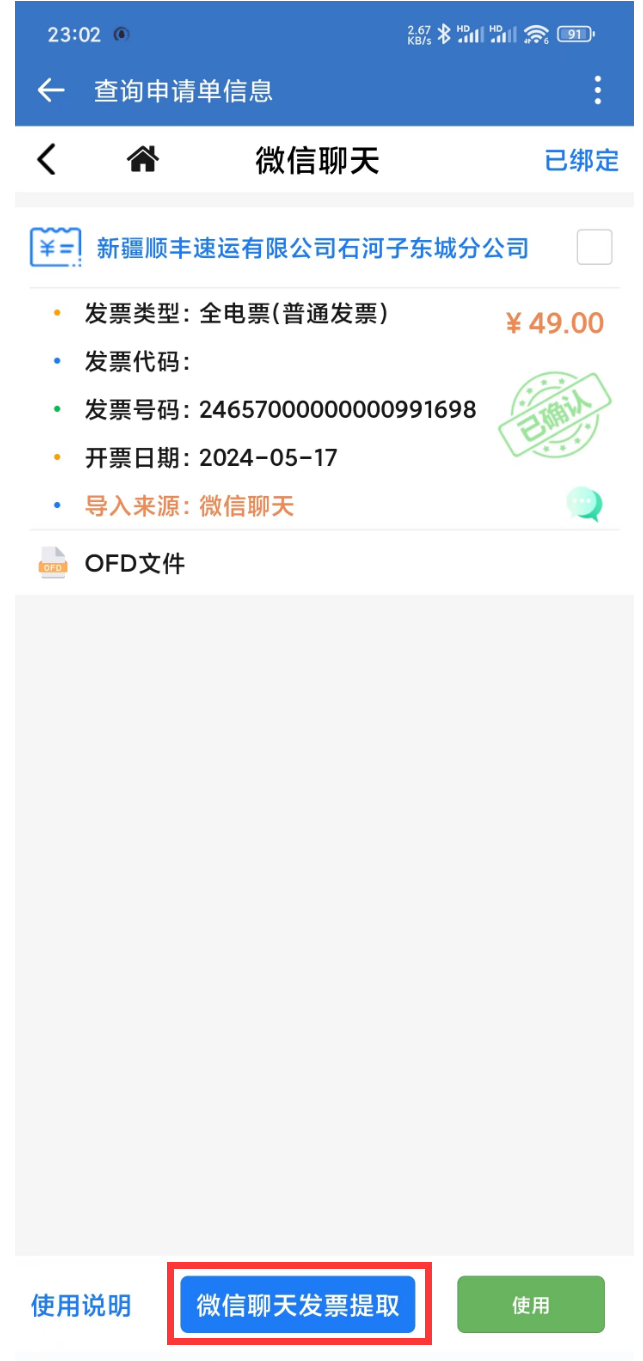 23:02 2.67 KB/s HD HD 6 91
查询申请单信息
微信聊天 已绑定
新疆顺丰速运有限公司石河子东城分公司
发票类型: 全电票(普通发票) ¥ 49.00
发票代码:
发票号码: 24657000000000991698
已确认
开票日期: 2024-05-17
导入来源: 微信聊天
OFD OFD文件
使用说明 微信聊天发票提取 使用